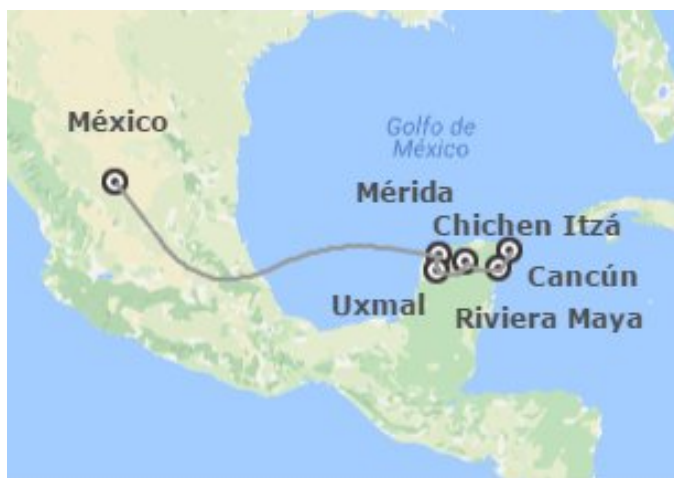 México
Golfo de
México
Mérida
Chichen Itzá
Cancún
Uxmal
Riviera Maya